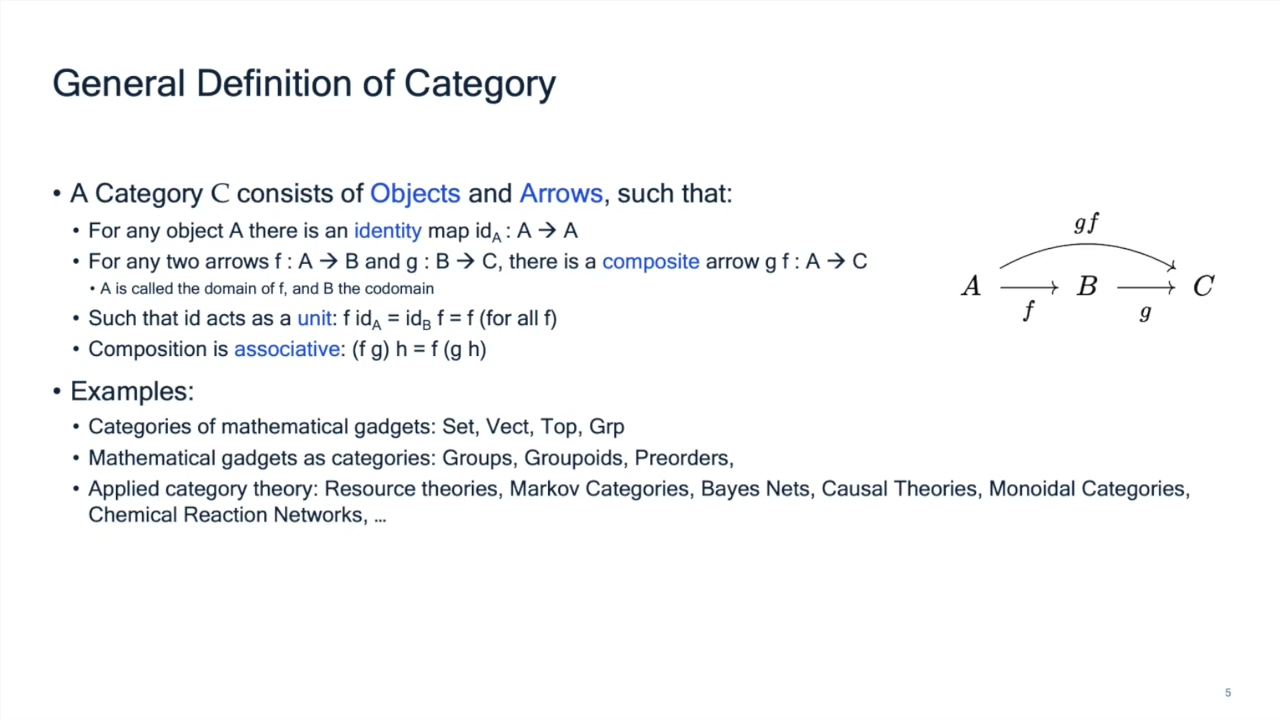 General Definition of Category
• A Category C consists of Objects and Arrows, such that:
• For any object A there is an identity map id_A : A → A
• For any two arrows f : A → B and g : B → C, there is a composite arrow g f : A → C
• A is called the domain of f, and B the codomain
• Such that id acts as a unit: f id_A = id_B f = f (for all f)
• Composition is associative: (f g) h = f (g h)
gf
A → B → C
f g
• Examples:
• Categories of mathematical gadgets: Set, Vect, Top, Grp
• Mathematical gadgets as categories: Groups, Groupoids, Preorders,
• Applied category theory: Resource theories, Markov Categories, Bayes Nets, Causal Theories, Monoidal Categories,
Chemical Reaction Networks, ...
5